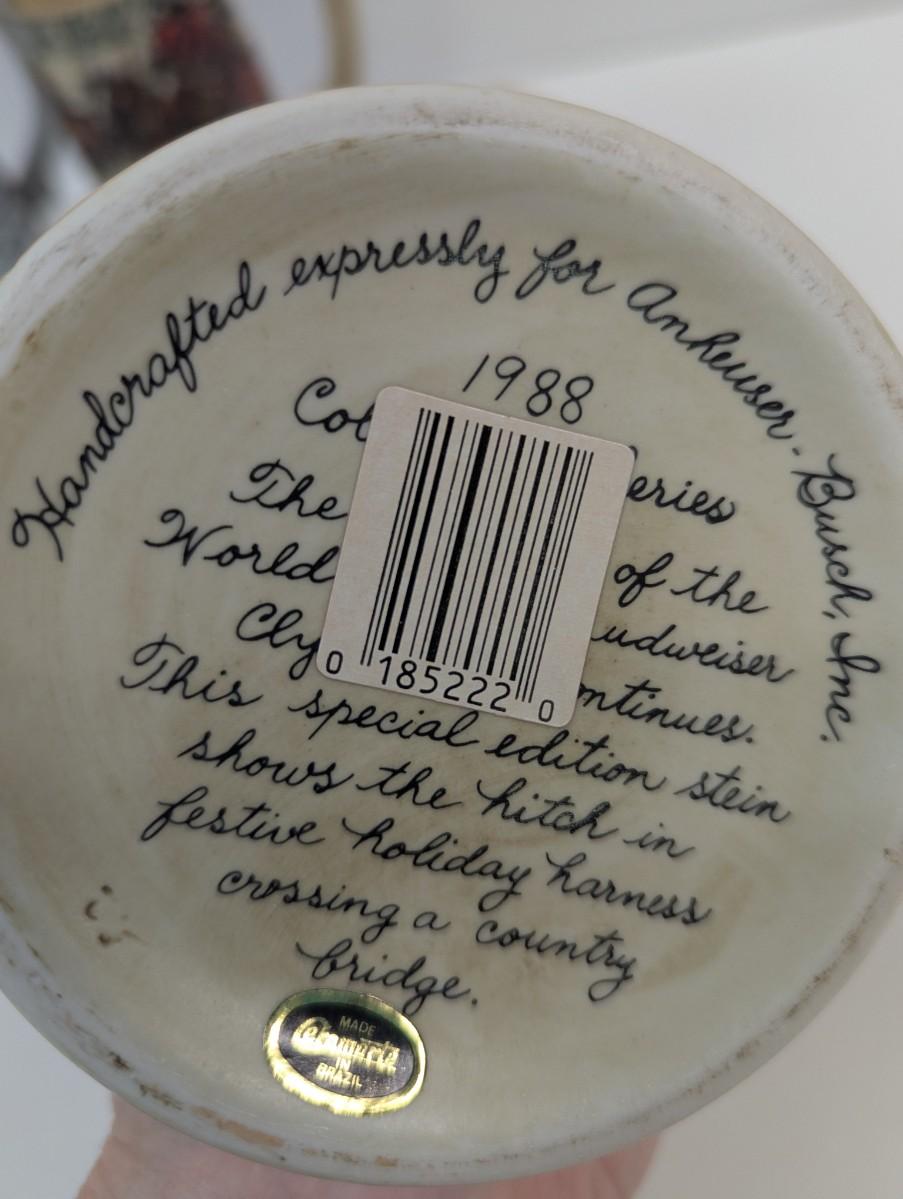 Handcrafted expressly for Anheuser-Busch, Inc.
1988
Col eries
The of the
World udweiser
Cly ntinues.
This special edition stein
shows the hitch in
festive holiday harness
crossing a country
bridge.
0 185222 0
MADE
Ceramarte
IN
BRAZIL